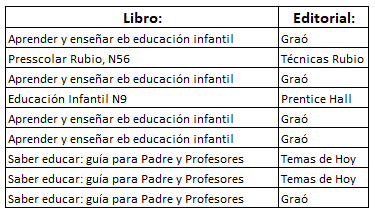 Libro: Editorial:
Aprender y enseñar eb educación infantil Graó
Presscolar Rubio, N56 Técnicas Rubio
Aprender y enseñar eb educación infantil Graó
Educación Infantil N9 Prentice Hall
Aprender y enseñar eb educación infantil Graó
Aprender y enseñar eb educación infantil Graó
Saber educar: guía para Padre y Profesores Temas de Hoy
Saber educar: guía para Padre y Profesores Temas de Hoy
Saber educar: guía para Padre y Profesores Graó